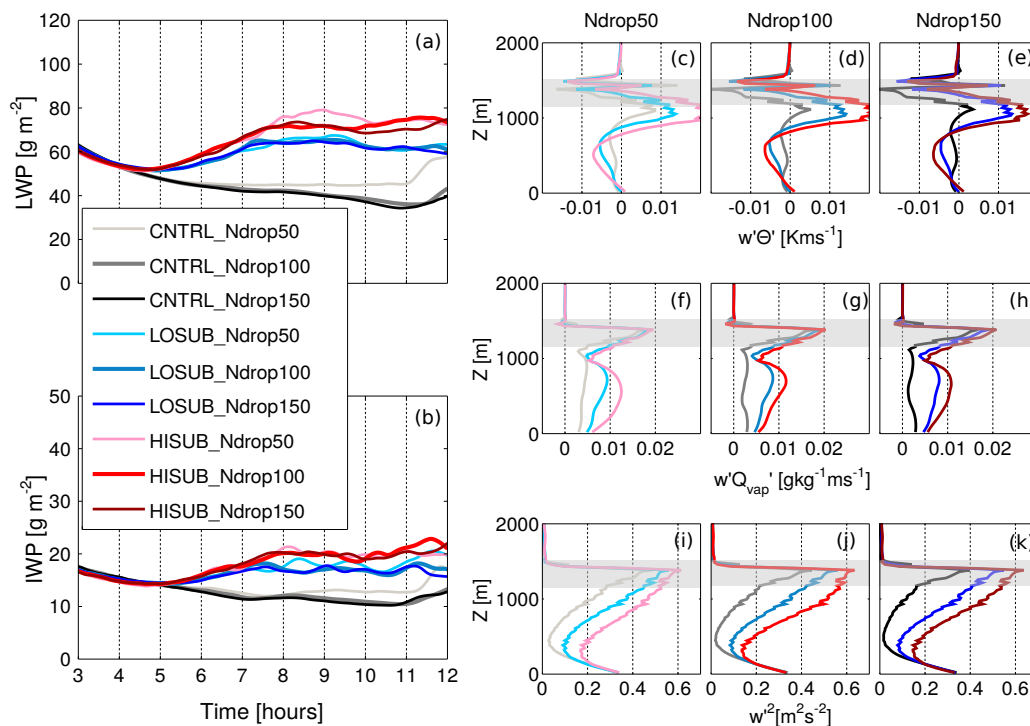 Ndrop50 Ndrop100 Ndrop150
120
100
80
60
40
20
0
LWP [g m-2]
(a)
CNTRL_Ndrop50
CNTRL_Ndrop100
CNTRL_Ndrop150
LOSUB_Ndrop50
LOSUB_Ndrop100
LOSUB_Ndrop150
HISUB_Ndrop50
HISUB_Ndrop100
HISUB_Ndrop150
50
40
30
20
10
0
IWP [g m-2]
(b)
3 4 5 6 7 8 9 10 11 12
Time [hours]
2000
1000
0
Z [m]
(c) (d) (e)
-0.01 0 0.01 -0.01 0 0.01 -0.01 0 0.01
w'Θ' [Kms-1]
2000
1000
0
Z [m]
(f) (g) (h)
0 0.01 0.02 0 0.01 0.02 0 0.01 0.02
w'Qvap' [gkg-1ms-1]
2000
1000
0
Z [m]
(i) (j) (k)
0 0.2 0.4 0.6 0 0.2 0.4 0.6 0 0.2 0.4 0.6
w'2[m2s-2]